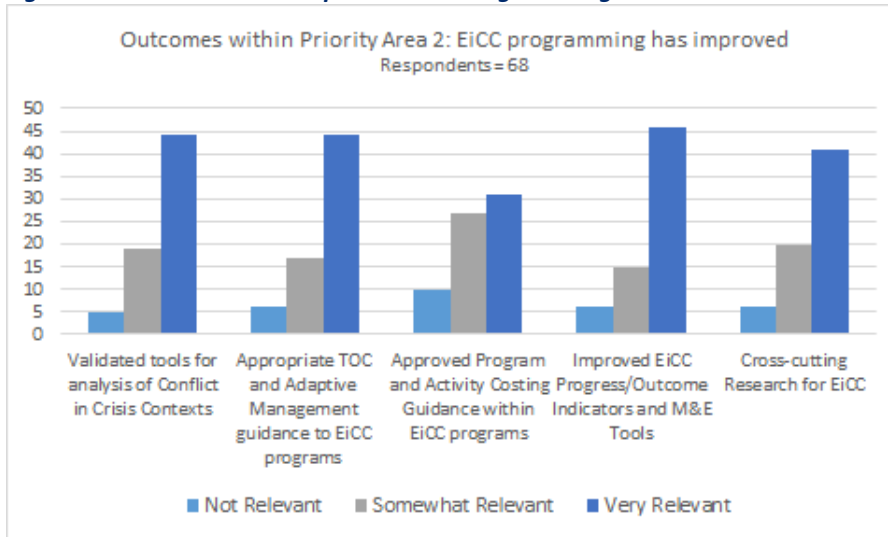 Outcomes within Priority Area 2: EiCC programming has improved
Respondents= 68
50
45
40
35
30
25
20
15
10
5
0
Validated tools for
analysis of Conflict
in Crisis Contexts
Appropriate TOC
and Adaptive
Management
guidance to EiCC
programs
Approved Program
and Activity Costing
Guidance within
EiCC programs
Improved EiCC
Progress/Outcome
Indicators and M&E
Tools
Cross-cutting
Research for EiCC
Not Relevant
Somewhat Relevant
Very Relevant